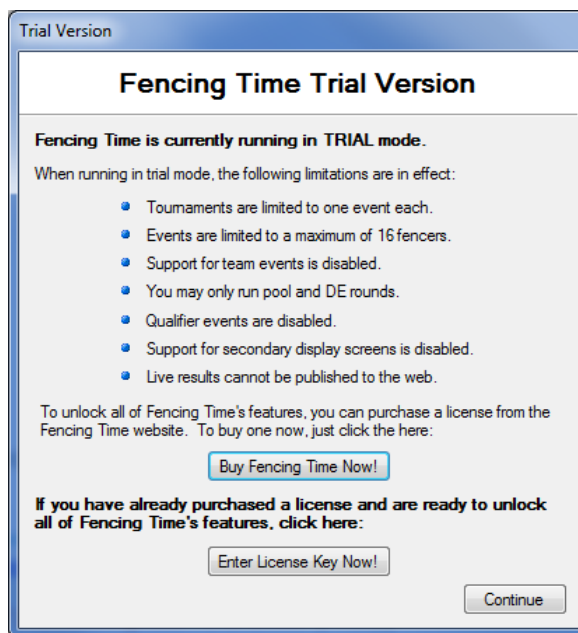 Trial Version
Fencing Time Trial Version
Fencing Time is currently running in TRIAL mode.
When running in trial mode, the following limitations are in effect:
Tournaments are limited to one event each.
Events are limited to a maximum of 16 fencers.
Support for team events is disabled.
You may only run pool and DE rounds.
Qualifier events are disabled.
Support for secondary display screens is disabled.
Live results cannot be published to the web.
To unlock all of Fencing Time's features, you can purchase a license from the
Fencing Time website. To buy one now, just click the here:
Buy Fencing Time Now!
If you have already purchased a license and are ready to unlock
all of Fencing Time's features, click here:
Enter License Key Now!
Continue